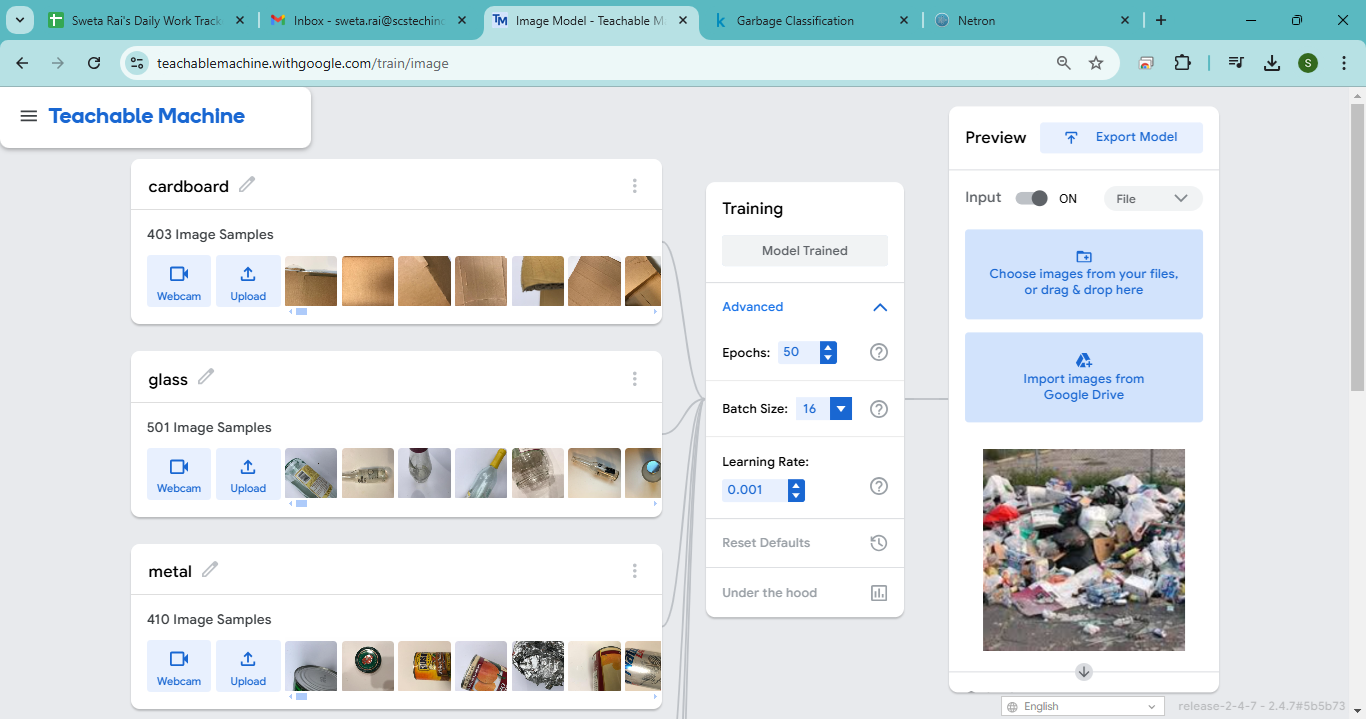 Sweta Rai's Daily Work Track
Inbox - sweta.rai@scstechin
Image Model - Teachable M
Garbage Classification
Netron
teachablemachine.withgoogle.com/train/image
S
Teachable Machine
cardboard
403 Image Samples
Webcam
Upload
glass
501 Image Samples
Webcam
Upload
metal
410 Image Samples
Webcam
Upload
Training
Model Trained
Advanced
Epochs: 50
Batch Size: 16
Learning Rate:
0.001
Reset Defaults
Under the hood
Preview
Export Model
Input ON File
Choose images from your files,
or drag & drop here
Import images from
Google Drive
English
release-2-4-7 - 2.4.7#5b5b73